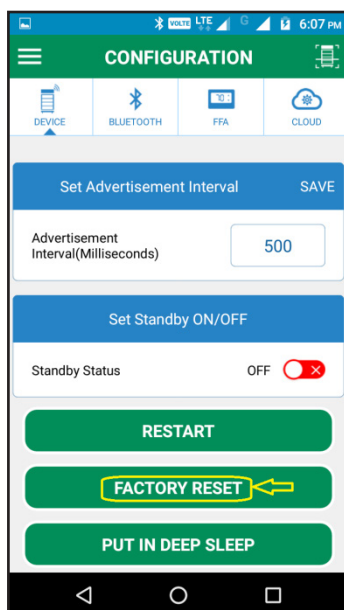 VOLTE LTE G 6:07 PM
CONFIGURATION
DEVICE BLUETOOTH FFA CLOUD
Set Advertisement Interval SAVE
Advertisement
Interval(Milliseconds)
500
Set Standby ON/OFF
Standby Status OFF
RESTART
FACTORY RESET
PUT IN DEEP SLEEP